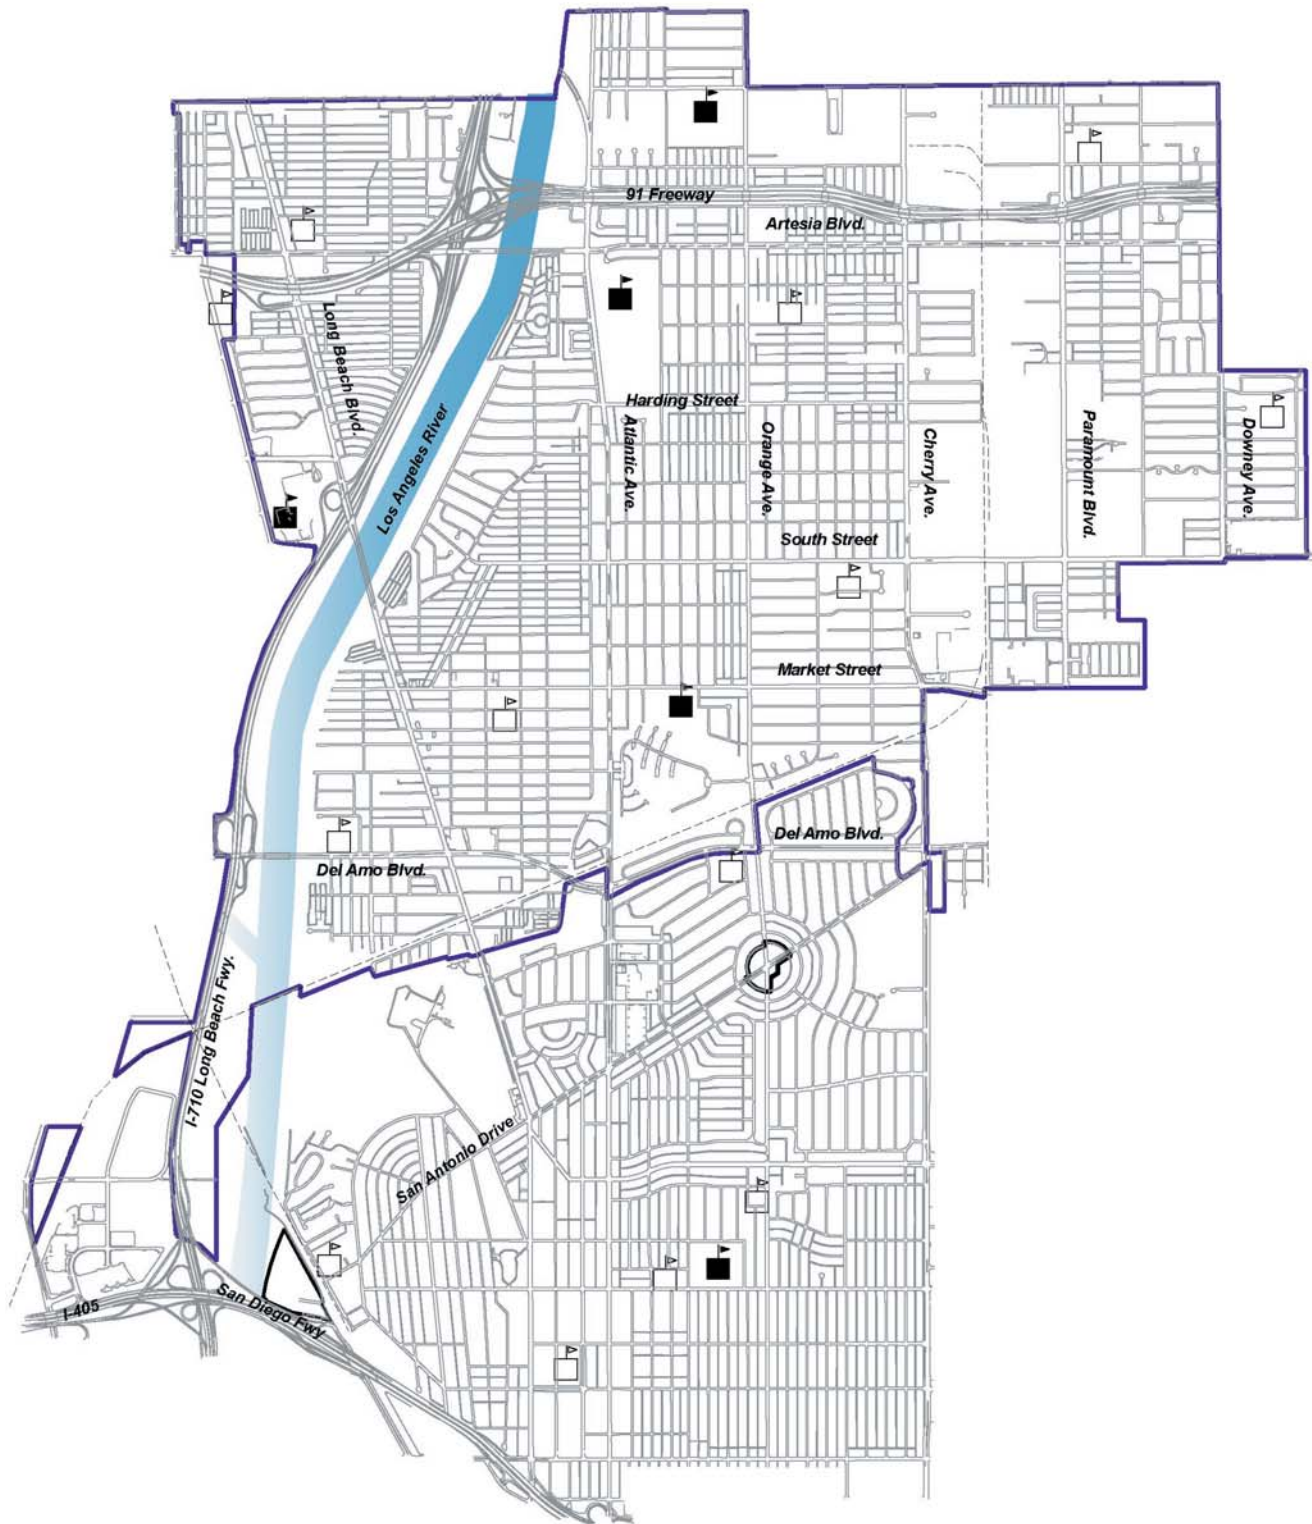 91 Freeway
Artesia Blvd.
Long Beach Blvd.
Los Angeles River
Harding Street
Atlantic Ave.
Orange Ave.
Cherry Ave.
Paramount Blvd.
Downey Ave.
South Street
Market Street
Del Amo Blvd.
Del Amo Blvd.
I-710 Long Beach Fwy.
San Antonio Drive
I-405
San Diego Fwy